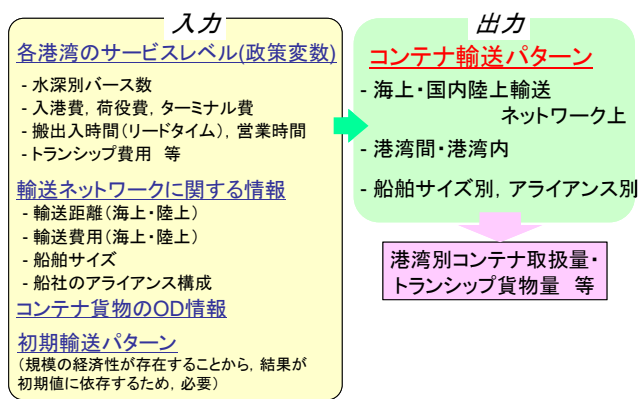 入力
各港湾のサービスレベル(政策変数)
- 水深別バース数
- 入港費, 荷役費, ターミナル費
- 搬出入時間(リードタイム), 営業時間
- トランシップ費用 等
輸送ネットワークに関する情報
- 輸送距離(海上・陸上)
- 輸送費用(海上・陸上)
- 船舶サイズ
- 船社のアライアンス構成
コンテナ貨物のOD情報
初期輸送パターン
(規模の経済性が存在することから, 結果が
初期値に依存するため, 必要)
出力
コンテナ輸送パターン
- 海上・国内陸上輸送
ネットワーク上
- 港湾間・港湾内
- 船舶サイズ別, アライアンス別
港湾別コンテナ取扱量・
トランシップ貨物量 等